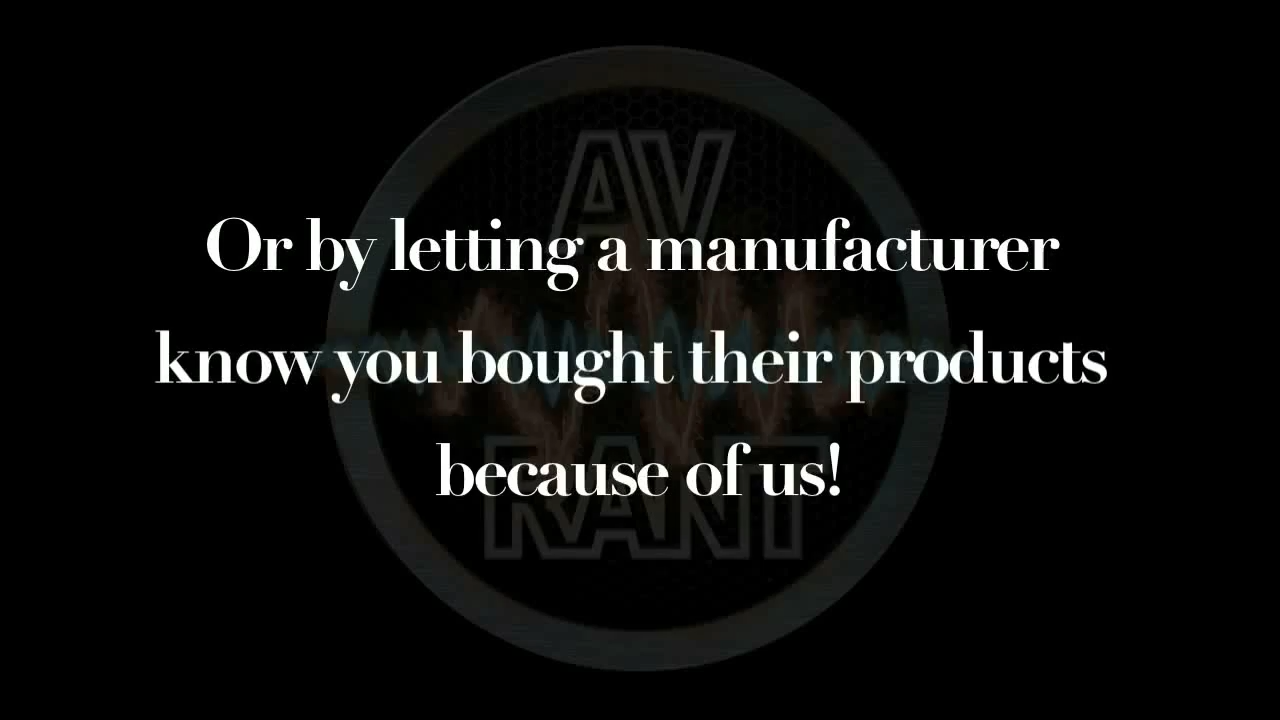 AV
Or by letting a manufacturer
know you bought their products
because of us!
RANT